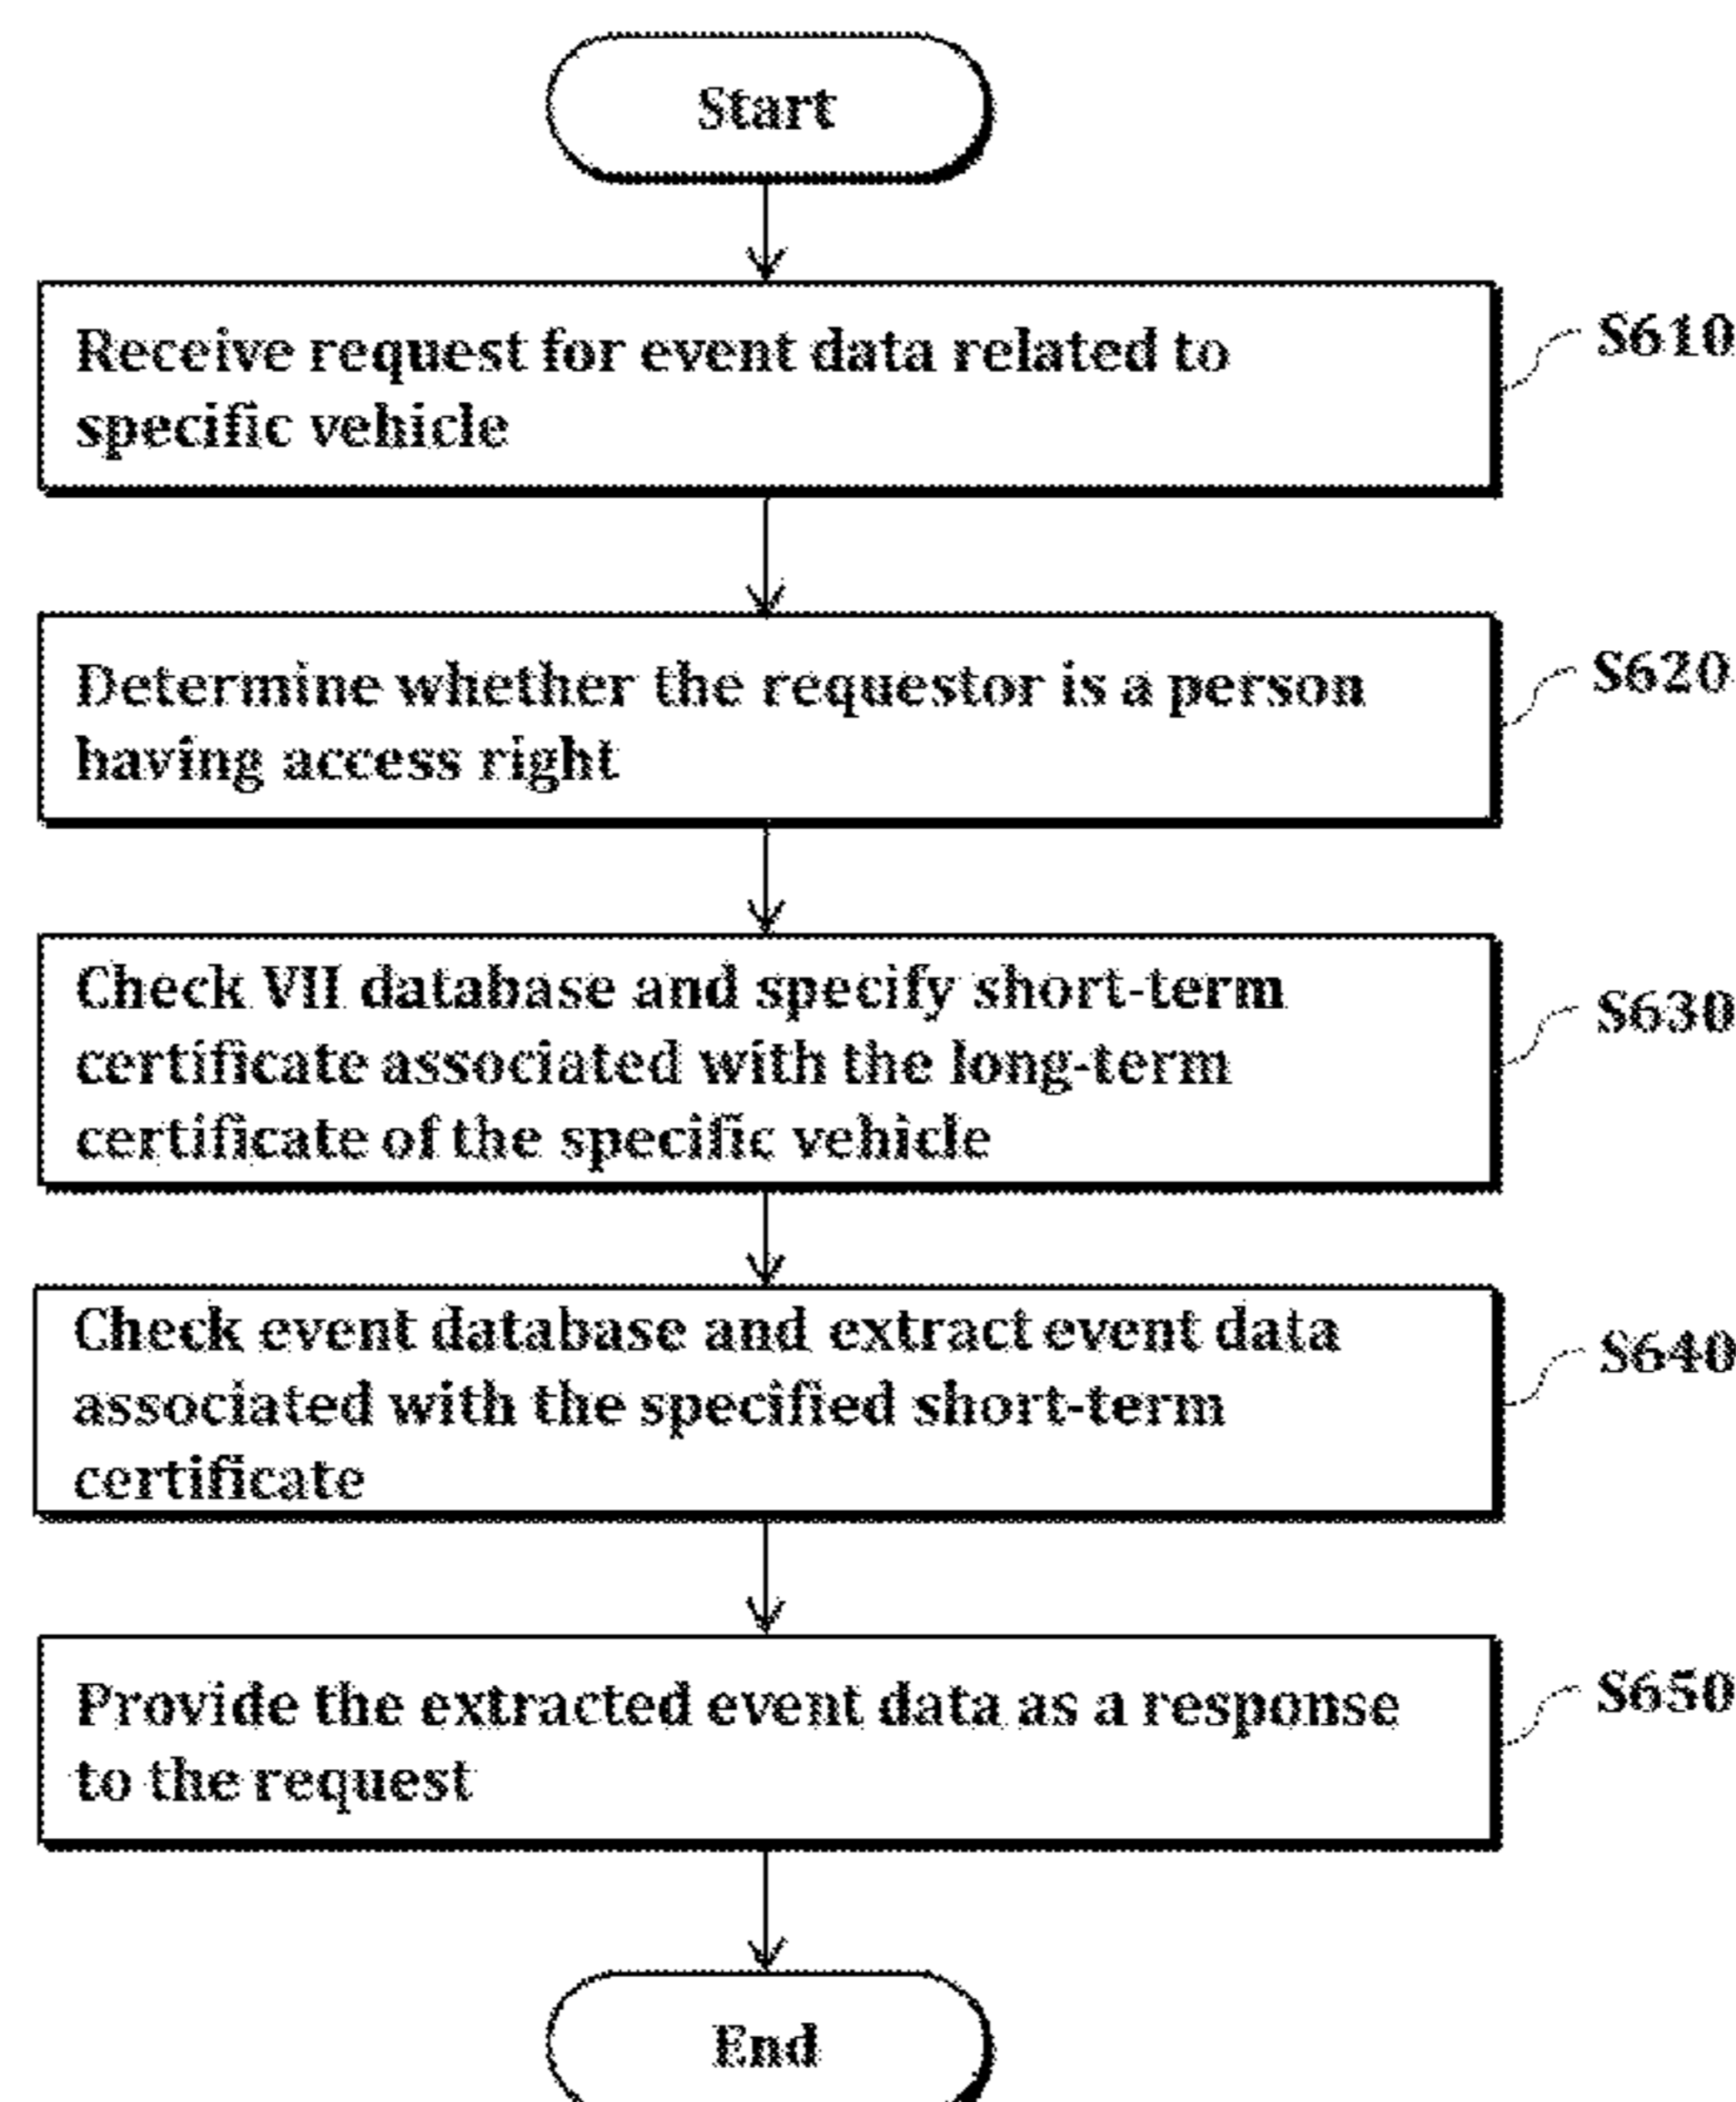 Start
Receive request for event data related to
specific vehicle
S610
Determine whether the requestor is a person
having access right
S620
Check VII database and specify short-term
certificate associated with the long-term
certificate of the specific vehicle
S630
Check event database and extract event data
associated with the specified short-term
certificate
S640
Provide the extracted event data as a response
to the request
S650
End